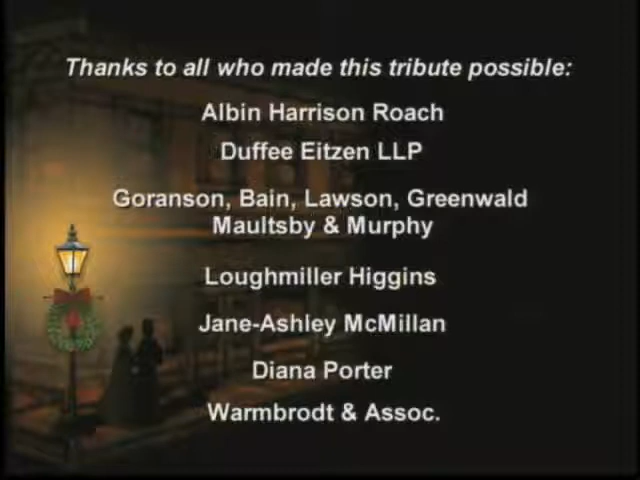 Thanks to all who made this tribute possible:
Albin Harrison Roach
Duffee Eitzen LLP
Goranson, Bain, Lawson, Greenwald
Maultsby & Murphy
Loughmiller Higgins
Jane-Ashley McMillan
Diana Porter
Warmbrodt & Assoc.